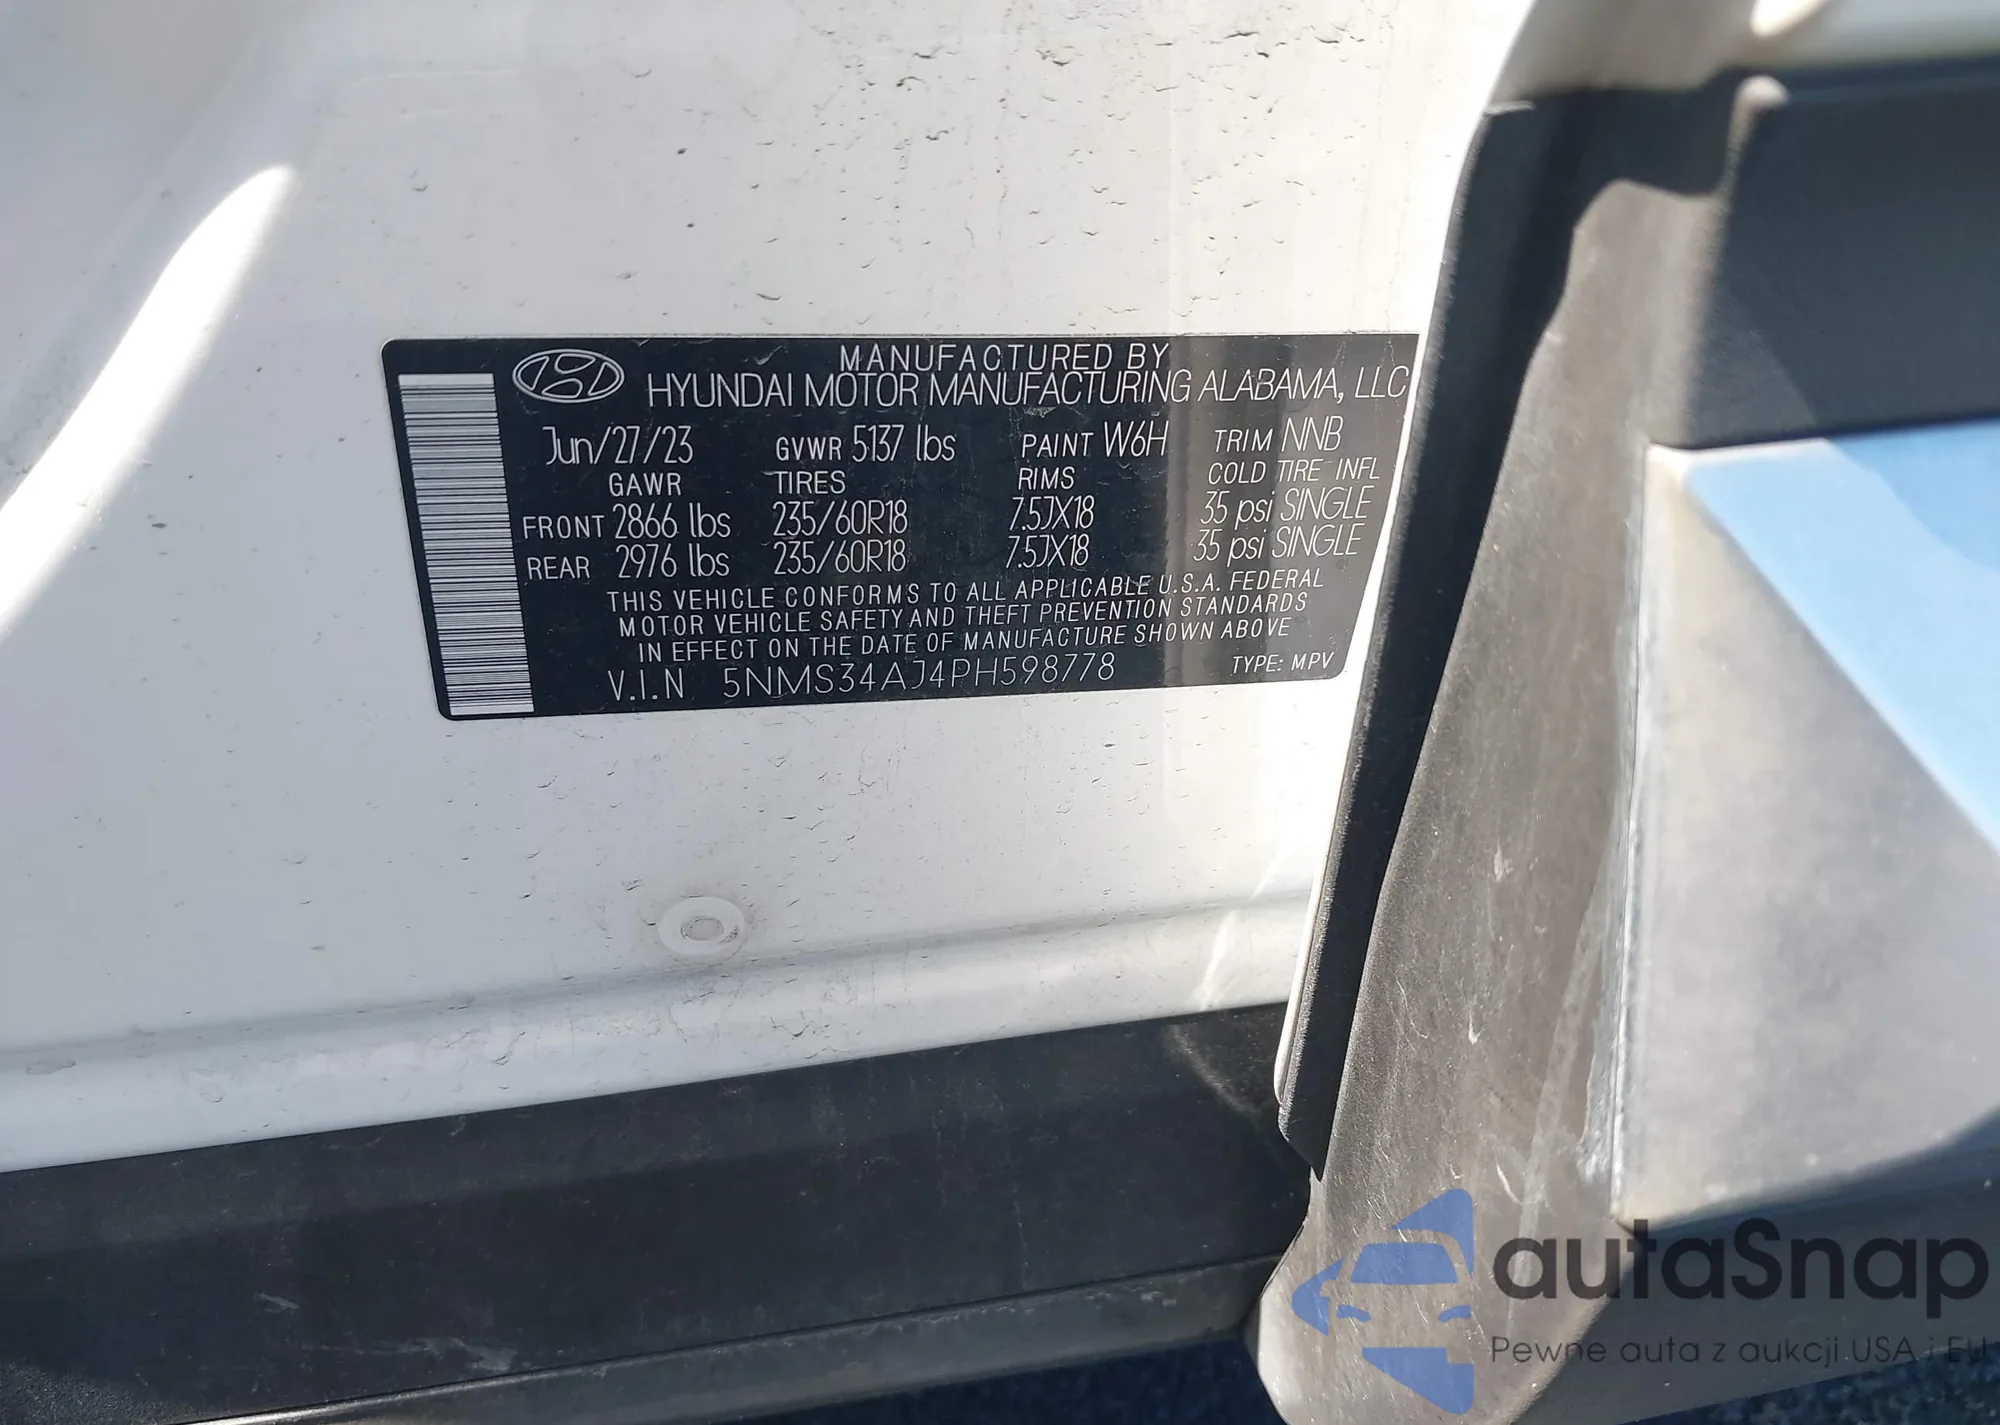 MANUFACTURED BY
HYUNDAI MOTOR MANUFACTURING ALABAMA, LLC
Jun/27/23 GVWR 5137 lbs PAINT W6H TRIM NNB
GAWR TIRES RIMS COLD TIRE INFL
FRONT 2866 lbs 235/60R18 7.5JX18 35 psi SINGLE
REAR 2976 lbs 235/60R18 7.5JX18 35 psi SINGLE
THIS VEHICLE CONFORMS TO ALL APPLICABLE U.S.A. FEDERAL
MOTOR VEHICLE SAFETY AND THEFT PREVENTION STANDARDS
IN EFFECT ON THE DATE OF MANUFACTURE SHOWN ABOVE
V.I.N 5NMS34AJ4PH598778 TYPE: MPV
autaSnap
Pewne auta z aukcji USA i EU